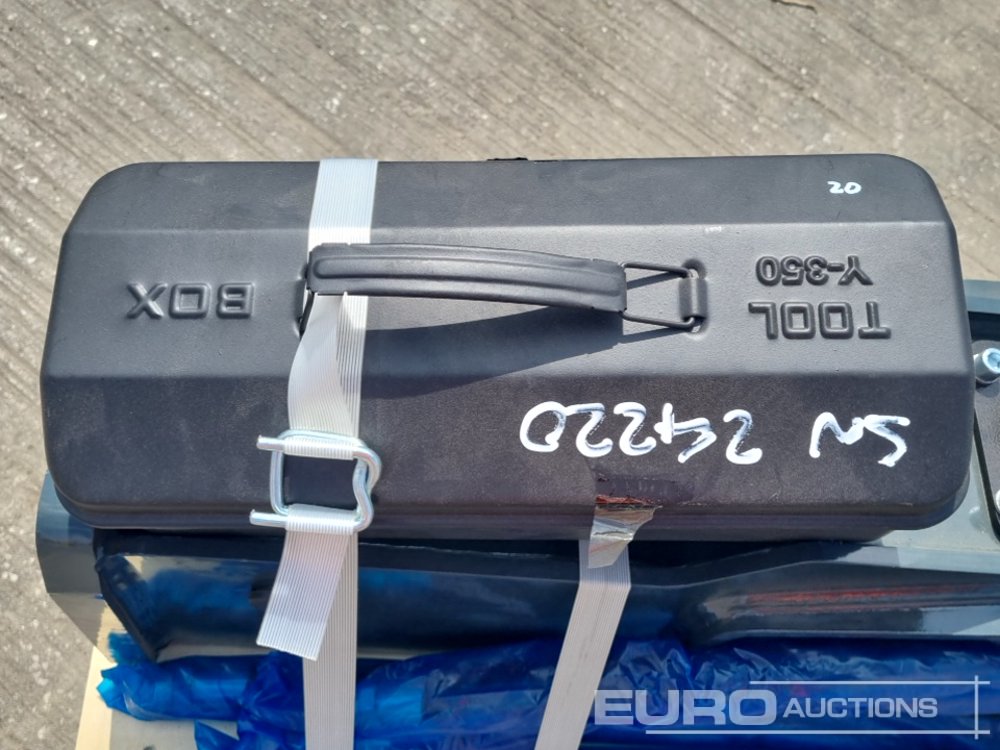 TOOL BOX
Y-350
SN 24220
20
EURO AUCTIONS